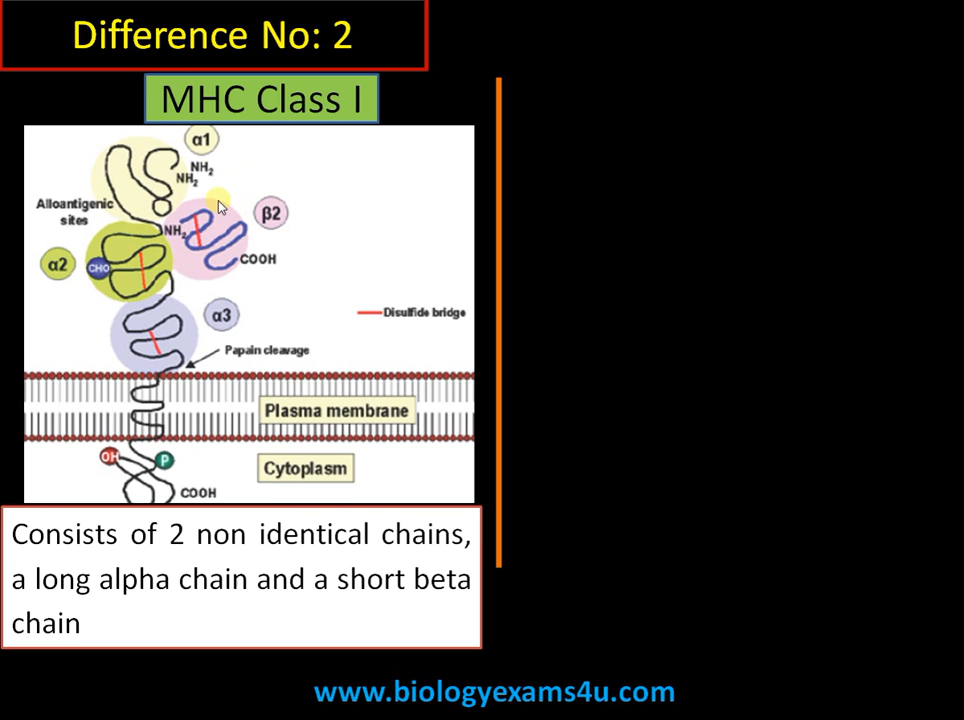 Difference No: 2
MHC Class I
α1
NH2
NH2
Alloantigenic
sites
β2
NH2
COOH
α2
CHO
α3
Disulfide bridge
Papain cleavage
Plasma membrane
OH
P
Cytoplasm
COOH
Consists of 2 non identical chains,
a long alpha chain and a short beta
chain
www.biologyexams4u.com